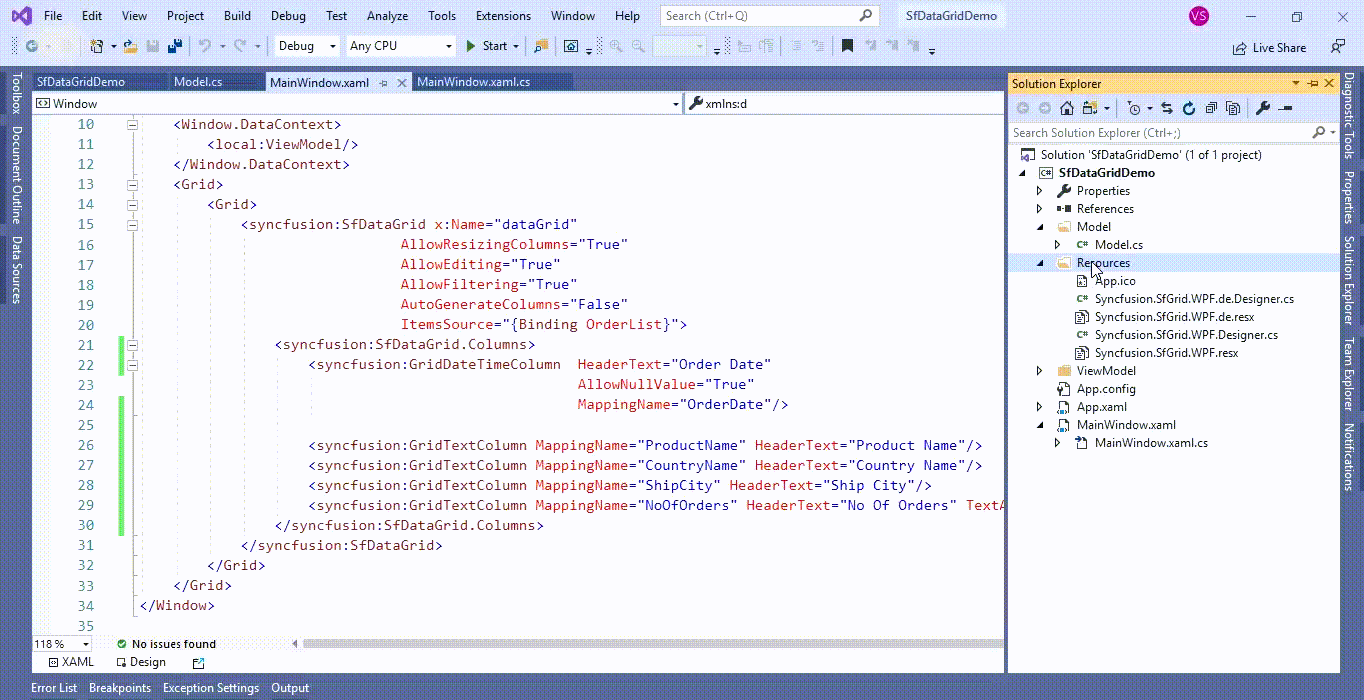 File Edit View Project Build Debug Test Analyze Tools Extensions Window Help Search (Ctrl+Q) SfDataGridDemo VS
Debug Any CPU Start Live Share
SfDataGridDemo Model.cs MainWindow.xaml MainWindow.xaml.cs
Window xmlns:d
Toolbox
Document Outline
Data Sources
10 <Window.DataContext>
11 <local:ViewModel/>
12 </Window.DataContext>
13 <Grid>
14 <Grid>
15 <syncfusion:SfDataGrid x:Name="dataGrid"
16 AllowResizingColumns="True"
17 AllowEditing="True"
18 AllowFiltering="True"
19 AutoGenerateColumns="False"
20 ItemsSource="{Binding OrderList}">
21 <syncfusion:SfDataGrid.Columns>
22 <syncfusion:GridDateTimeColumn HeaderText="Order Date"
23 AllowNullValue="True"
24 MappingName="OrderDate"/>
25
26 <syncfusion:GridTextColumn MappingName="ProductName" HeaderText="Product Name"/>
27 <syncfusion:GridTextColumn MappingName="CountryName" HeaderText="Country Name"/>
28 <syncfusion:GridTextColumn MappingName="ShipCity" HeaderText="Ship City"/>
29 <syncfusion:GridTextColumn MappingName="NoOfOrders" HeaderText="No Of Orders" TextA
30 </syncfusion:SfDataGrid.Columns>
31 </syncfusion:SfDataGrid>
32 </Grid>
33 </Grid>
34 </Window>
35
118 % No issues found
XAML Design
Error List Breakpoints Exception Settings Output
Solution Explorer
Search Solution Explorer (Ctrl+;)
Solution 'SfDataGridDemo' (1 of 1 project)
C# SfDataGridDemo
Properties
References
Model
C# Model.cs
Resources
App.ico
C# Syncfusion.SfGrid.WPF.de.Designer.cs
Syncfusion.SfGrid.WPF.de.resx
C# Syncfusion.SfGrid.WPF.Designer.cs
Syncfusion.SfGrid.WPF.resx
ViewModel
App.config
App.xaml
MainWindow.xaml
MainWindow.xaml.cs
Diagnostic Tools
Properties
Solution Explorer
Team Explorer
Notifications